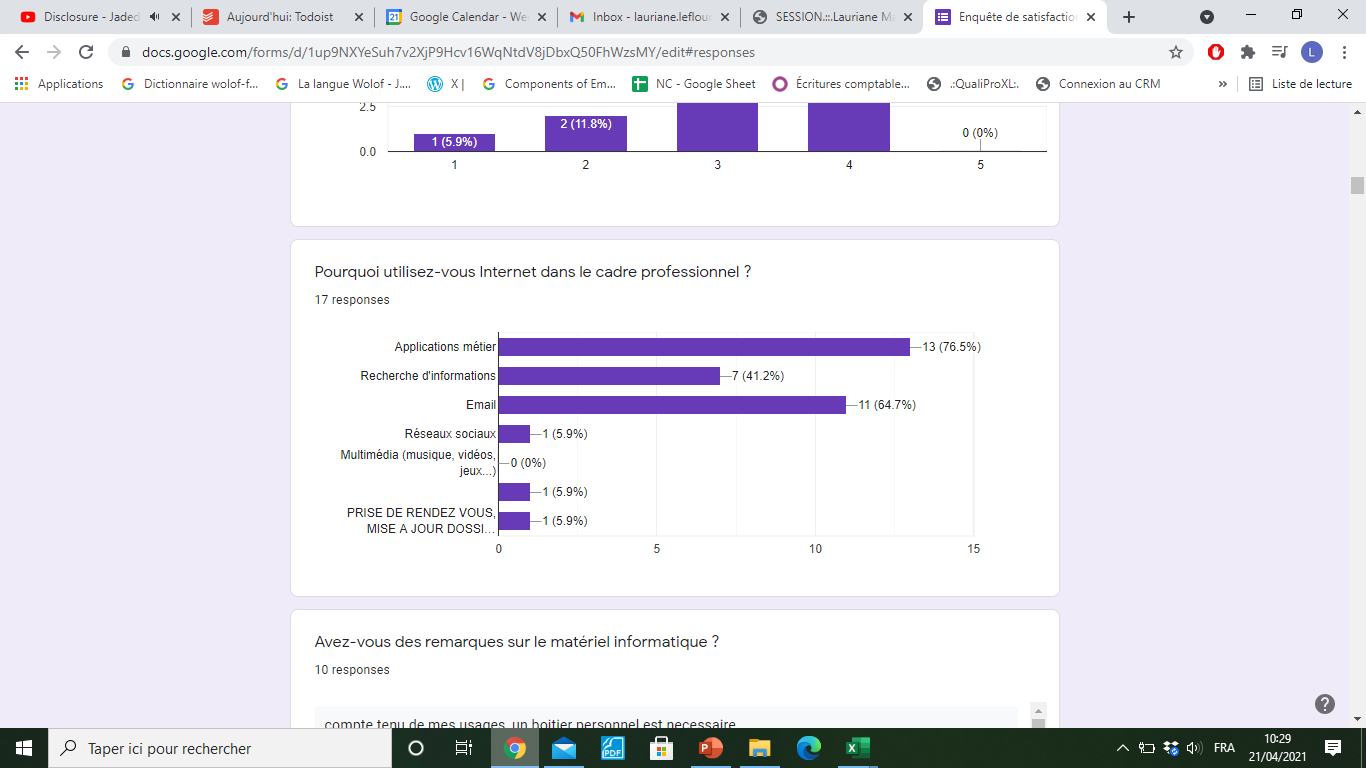 Disclosure - Jaded
Aujourd'hui: Todoist
Google Calendar - We
Inbox - lauriane.leflour
SESSION.::.Lauriane Ma
Enquête de satisfaction
docs.google.com/forms/d/1up9NXYeSuh7v2XjP9Hcv16WqNtdV8jDbxQ50FhWzsMY/edit#responses
L
Applications
Dictionnaire wolof-f...
La langue Wolof - J....
X |
Components of Em...
NC - Google Sheet
Écritures comptable...
.:QualiProXL:.
Connexion au CRM
»
Liste de lecture
2.5
2 (11.8%)
0 (0%)
1 (5.9%)
0.0
1 2 3 4 5
Pourquoi utilisez-vous Internet dans le cadre professionnel ?
17 responses
Applications métier 13 (76.5%)
Recherche d'informations 7 (41.2%)
Email 11 (64.7%)
Réseaux sociaux 1 (5.9%)
Multimédia (musique, vidéos,
jeux...) 0 (0%)
1 (5.9%)
PRISE DE RENDEZ VOUS,
MISE A JOUR DOSSI... 1 (5.9%)
0 5 10 15
Avez-vous des remarques sur le matériel informatique ?
10 responses
compte tenu de mes usages, un boitier personnel est necessaire
Taper ici pour rechercher
PDF
FRA
10:29
21/04/2021